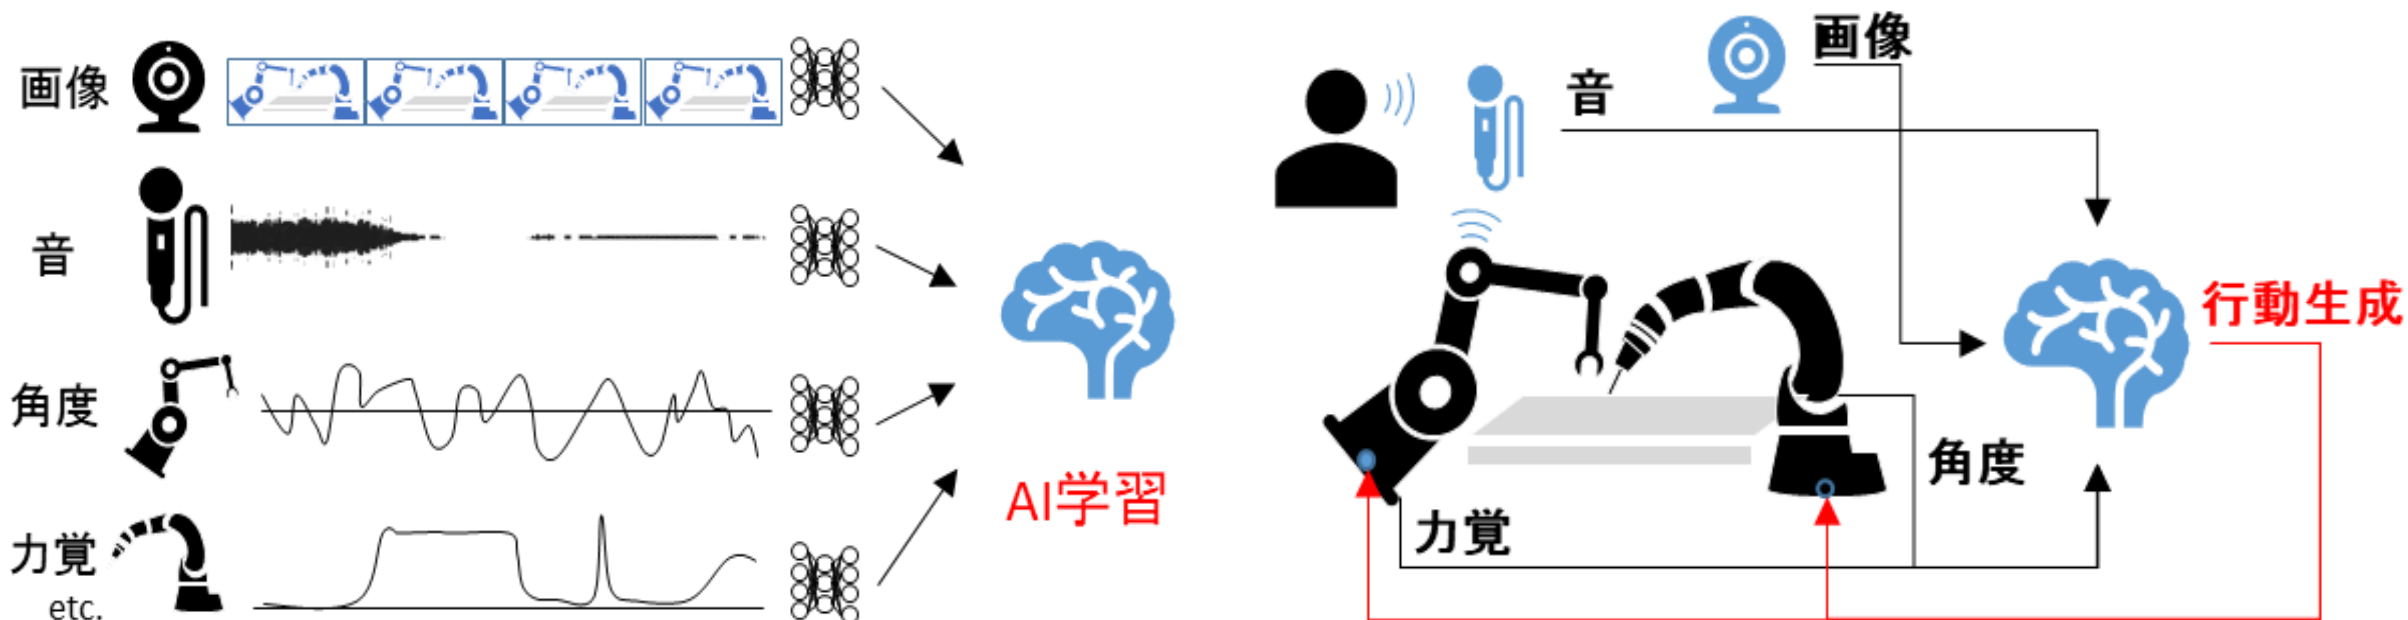 画像
音
角度
力覚
etc.
AI学習
画像
音
行動生成
角度
力覚